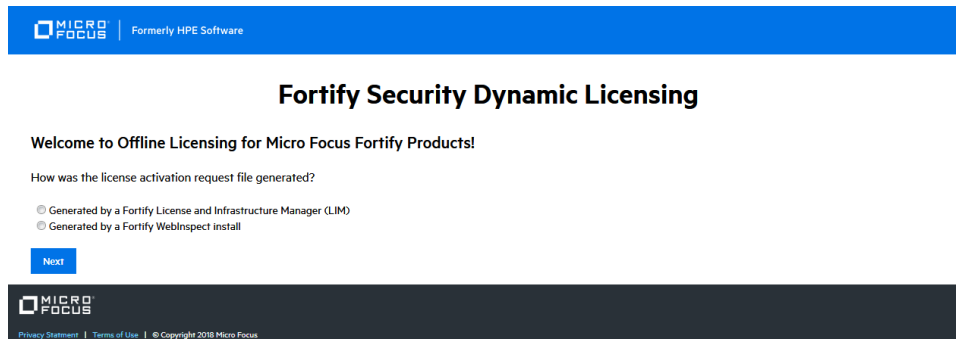 MICRO FOCUS | Formerly HPE Software
Fortify Security Dynamic Licensing
Welcome to Offline Licensing for Micro Focus Fortify Products!
How was the license activation request file generated?
Generated by a Fortify License and Infrastructure Manager (LIM)
Generated by a Fortify WebInspect install
Next
MICRO FOCUS
Privacy Statment | Terms of Use | © Copyright 2018 Micro Focus